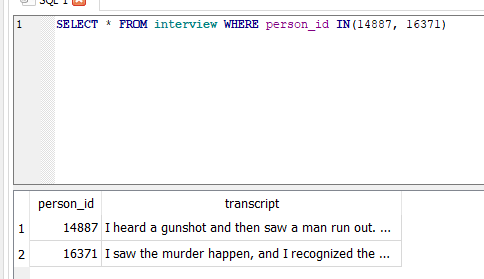 SQL 1
1 SELECT * FROM interview WHERE person_id IN(14887, 16371)
person_id transcript
1 14887 I heard a gunshot and then saw a man run out. ...
2 16371 I saw the murder happen, and I recognized the ...